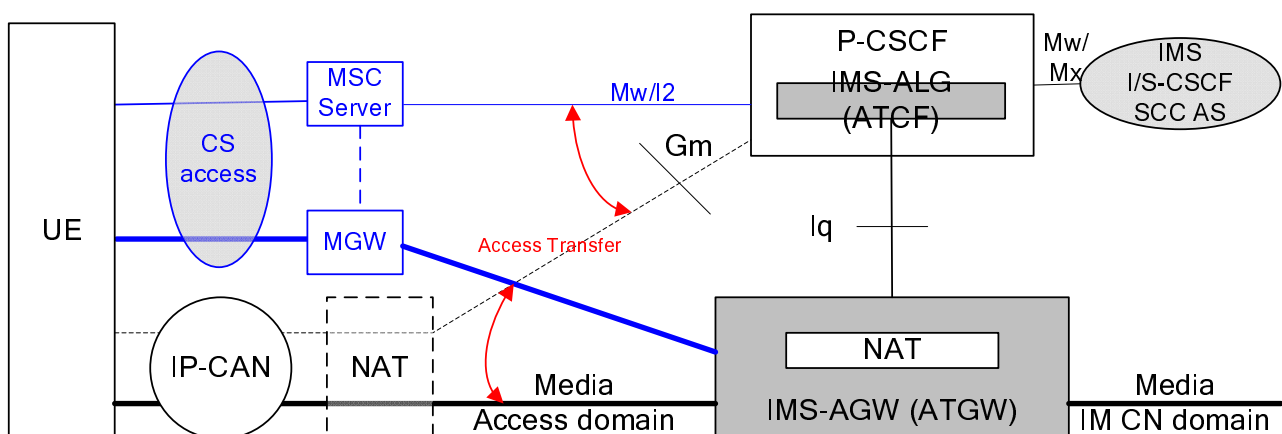 P-CSCF
IMS-ALG
(ATCF)
Mw/
Mx
IMS
I/S-CSCF
SCC AS
MSC
Server
Mw/I2
CS
access
Gm
UE
MGW
Access Transfer
Iq
IP-CAN
NAT
NAT
Media
Access domain
IMS-AGW (ATGW)
Media
IM CN domain